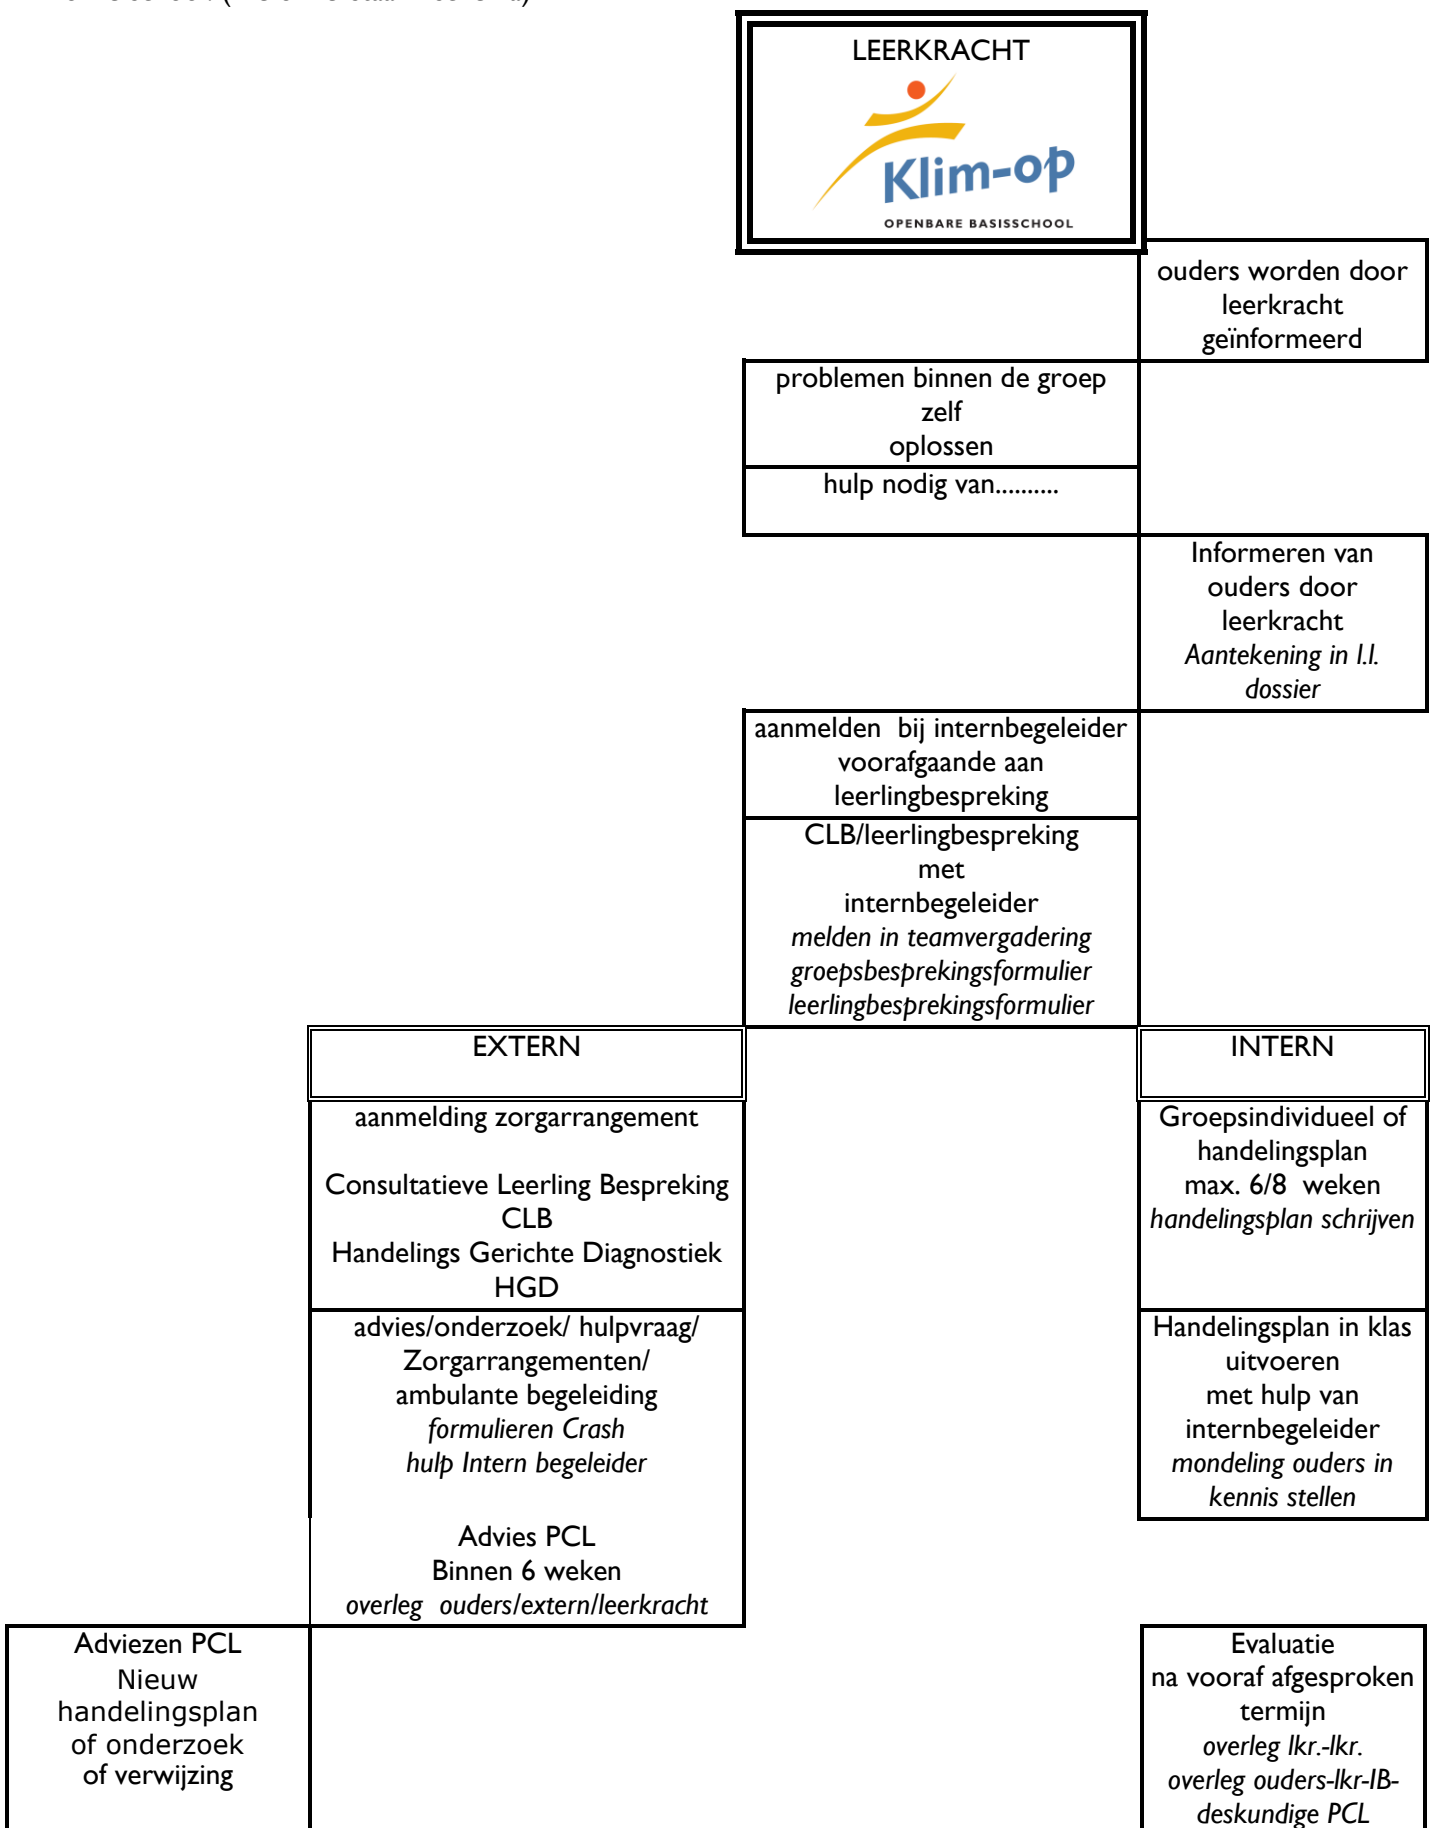 LEERKRACHT
Klim-op
OPENBARE BASISSCHOOL
ouders worden door
leerkracht
geïnformeerd
problemen binnen de groep
zelf
oplossen
hulp nodig van..........
Informeren van
ouders door
leerkracht
Aantekening in l.l.
dossier
aanmelden bij internbegeleider
voorafgaande aan
leerlingbespreking
CLB/leerlingbespreking
met
internbegeleider
melden in teamvergadering
groepsbesprekingsformulier
leerlingbesprekingsformulier
EXTERN
INTERN
aanmelding zorgarrangement
Consultatieve Leerling Bespreking
CLB
Handelings Gerichte Diagnostiek
HGD
Groepsindividueel of
handelingsplan
max. 6/8 weken
handelingsplan schrijven
advies/onderzoek/ hulpvraag/
Zorgarrangementen/
ambulante begeleiding
formulieren Crash
hulp Intern begeleider
Advies PCL
Binnen 6 weken
overleg ouders/extern/leerkracht
Handelingsplan in klas
uitvoeren
met hulp van
internbegeleider
mondeling ouders in
kennis stellen
Adviezen PCL
Nieuw
handelingsplan
of onderzoek
of verwijzing
Evaluatie
na vooraf afgesproken
termijn
overleg lkr.-lkr.
overleg ouders-lkr-IB-
deskundige PCL